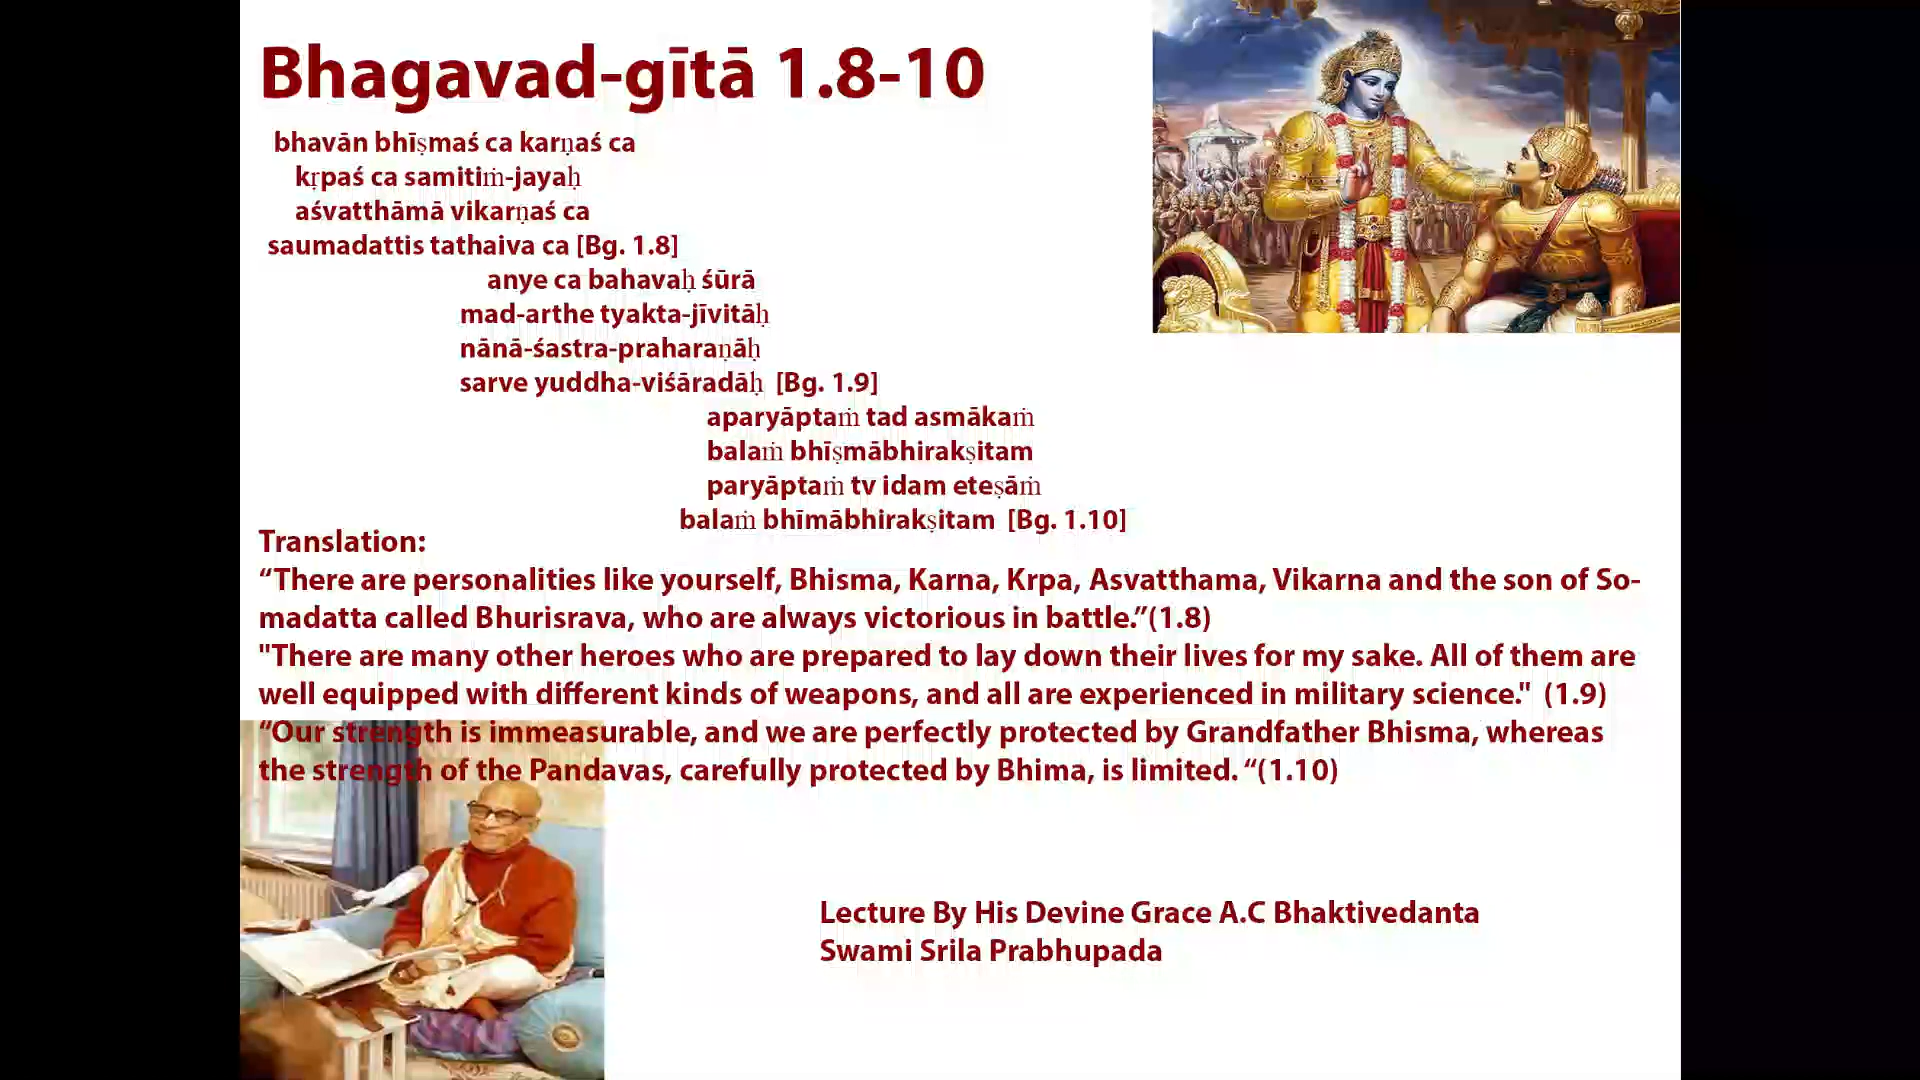 Bhagavad-gītā 1.8-10
bhavān bhīṣmaś ca karṇaś ca
kṛpaś ca samitiṁ-jayaḥ
aśvatthāmā vikarṇaś ca
saumadattis tathaiva ca [Bg. 1.8]
anye ca bahavaḥ śūrā
mad-arthe tyakta-jīvitāḥ
nānā-śastra-praharaṇāḥ
sarve yuddha-viśāradāḥ [Bg. 1.9]
aparyāptaṁ tad asmākaṁ
balaṁ bhīṣmābhirakṣitam
paryāptaṁ tv idam eteṣāṁ
balaṁ bhīmābhirakṣitam [Bg. 1.10]
Translation:
“There are personalities like yourself, Bhisma, Karna, Krpa, Asvatthama, Vikarna and the son of So-
madatta called Bhurisrava, who are always victorious in battle.”(1.8)
"There are many other heroes who are prepared to lay down their lives for my sake. All of them are
well equipped with different kinds of weapons, and all are experienced in military science." (1.9)
“Our strength is immeasurable, and we are perfectly protected by Grandfather Bhisma, whereas
the strength of the Pandavas, carefully protected by Bhima, is limited. “(1.10)
Lecture By His Devine Grace A.C Bhaktivedanta
Swami Srila Prabhupada